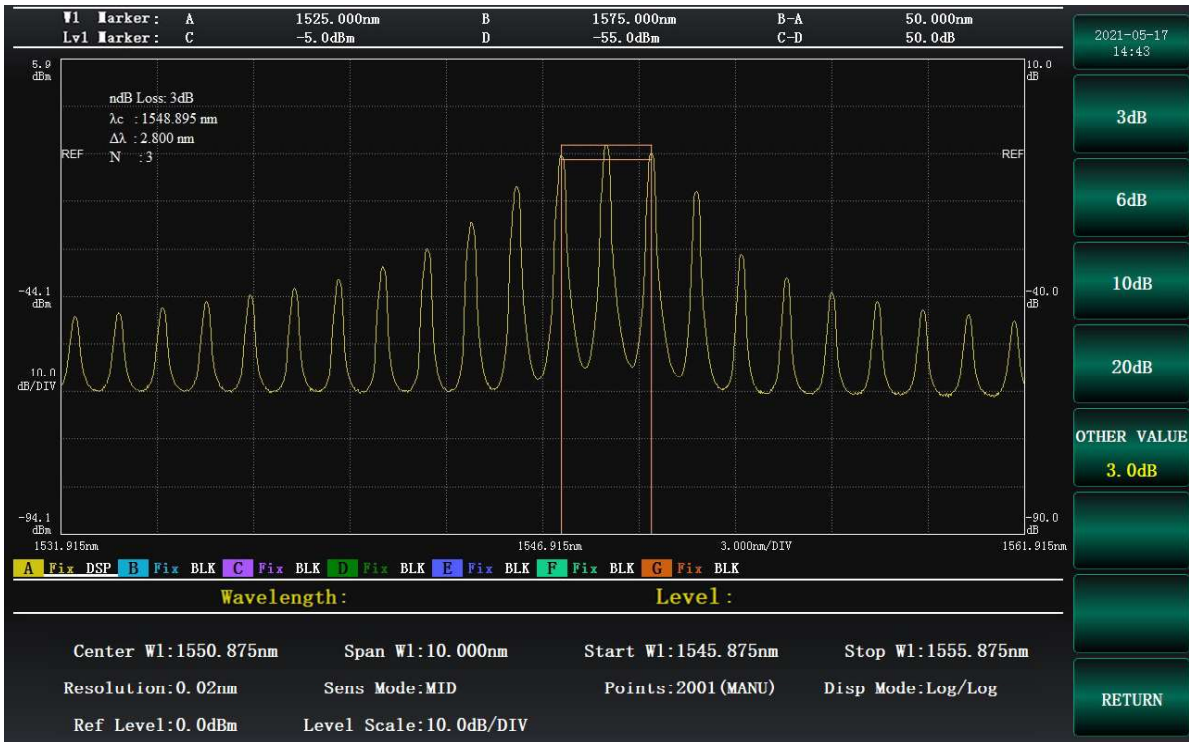 Wl Marker: A 1525.000nm B 1575.000nm B-A 50.000nm
Lvl Marker: C -5.0dBm D -55.0dBm C-D 50.0dB
2021-05-17
14:43
5.9
dBm
10.0
dB
ndB Loss: 3dB
λc : 1548.895 nm
Δλ : 2.800 nm
N : 3
REF
REF
-44.1
dBm
-40.0
dB
10.0
dB/DIV
-94.1
dBm
-90.0
dB
1531.915nm 1546.915nm 3.000nm/DIV 1561.915nm
A Fix DSP B Fix BLK C Fix BLK D Fix BLK E Fix BLK F Fix BLK G Fix BLK
Wavelength: Level:
Center Wl:1550.875nm Span Wl:10.000nm Start Wl:1545.875nm Stop Wl:1555.875nm
Resolution:0.02nm Sens Mode:MID Points:2001(MANU) Disp Mode:Log/Log
Ref Level:0.0dBm Level Scale:10.0dB/DIV
3dB
6dB
10dB
20dB
OTHER VALUE
3.0dB
RETURN